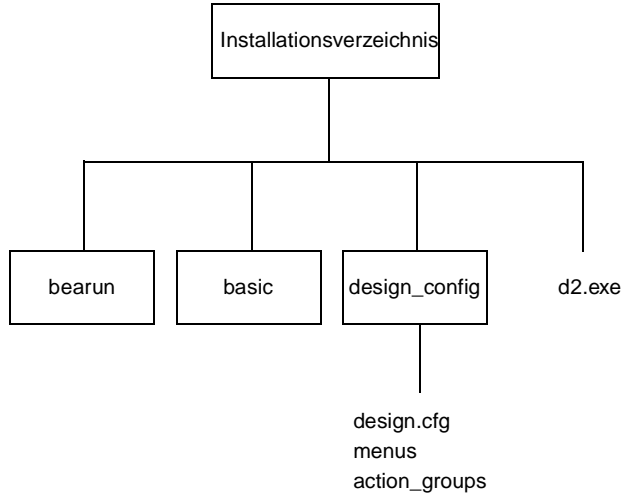 Installationsverzeichnis
bearun
basic
design_config
d2.exe
design.cfg
menus
action_groups